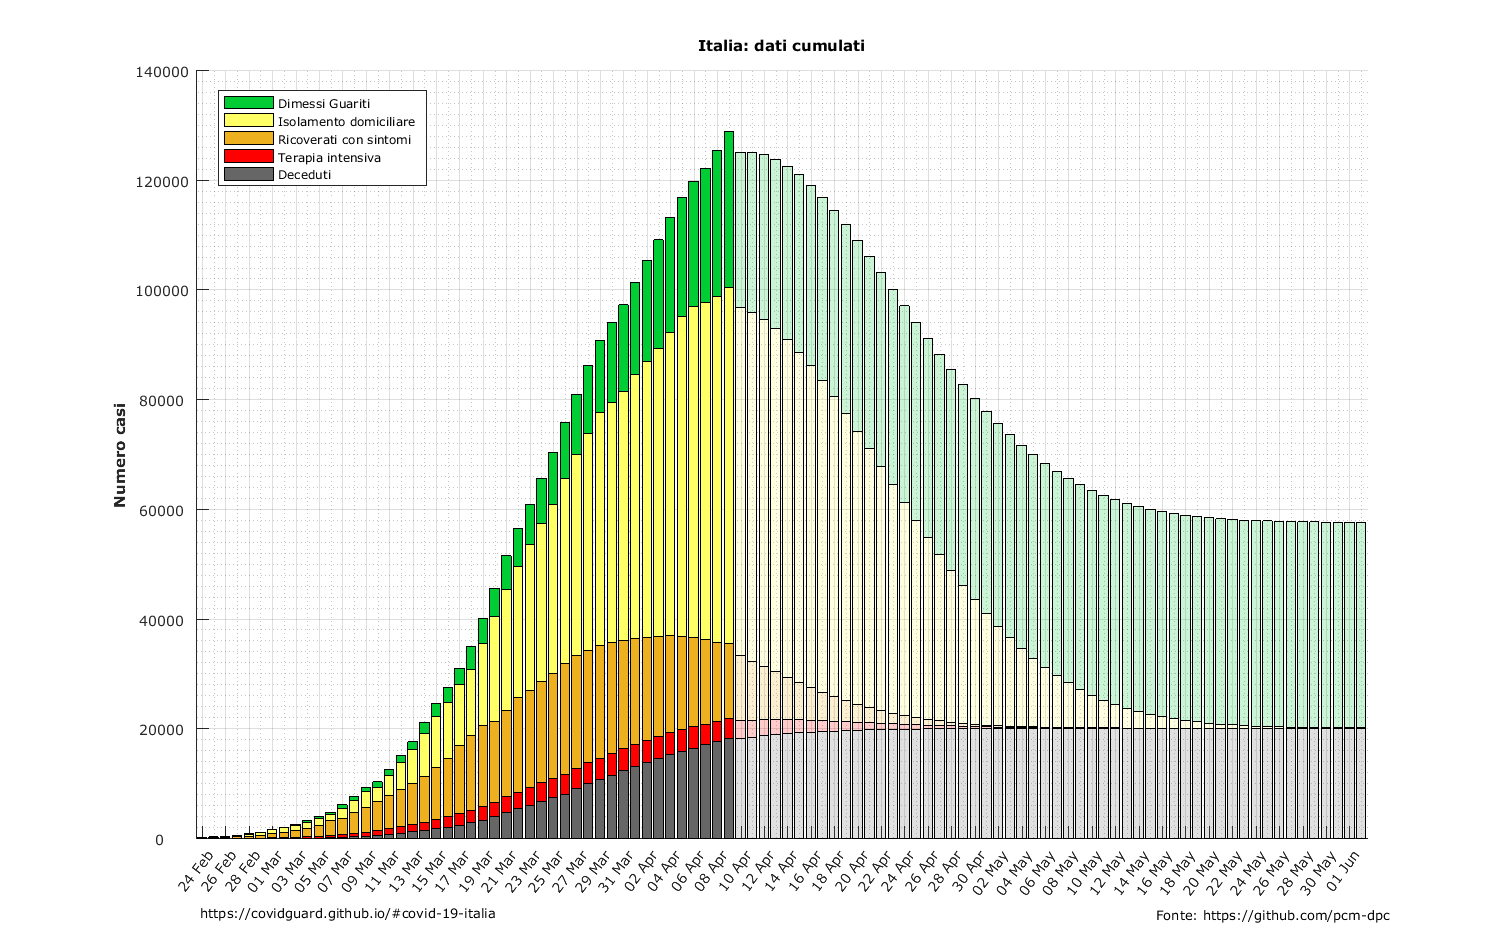 Italia: dati cumulati
140000
120000
100000
80000
60000
40000
20000
0
Numero casi
Dimessi Guariti
Isolamento domiciliare
Ricoverati con sintomi
Terapia intensiva
Deceduti
24 Feb
26 Feb
28 Feb
01 Mar
03 Mar
05 Mar
07 Mar
09 Mar
11 Mar
13 Mar
15 Mar
17 Mar
19 Mar
21 Mar
23 Mar
25 Mar
27 Mar
29 Mar
31 Mar
02 Apr
04 Apr
06 Apr
08 Apr
10 Apr
12 Apr
14 Apr
16 Apr
18 Apr
20 Apr
22 Apr
24 Apr
26 Apr
28 Apr
30 Apr
02 May
04 May
06 May
08 May
10 May
12 May
14 May
16 May
18 May
20 May
22 May
24 May
26 May
28 May
30 May
01 Jun
https://covidguard.github.io/#covid-19-italia
Fonte: https://github.com/pcm-dpc